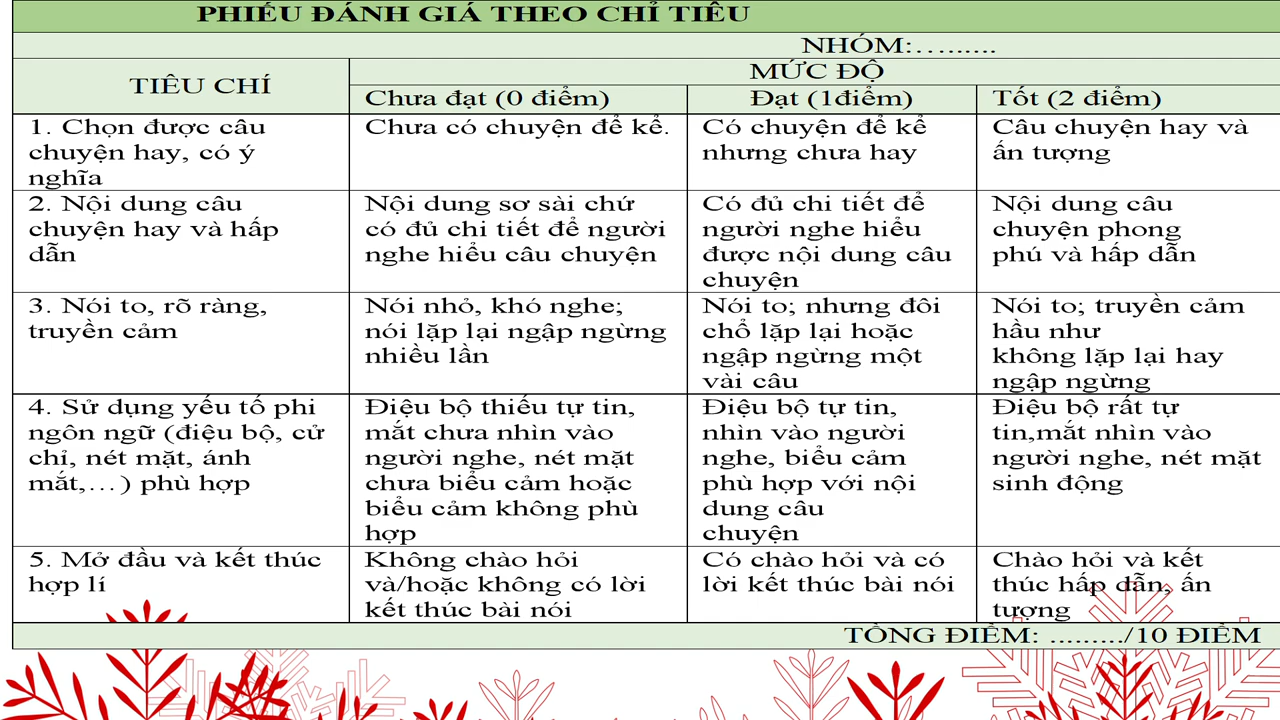 PHIẾU ĐÁNH GIÁ THEO CHỈ TIÊU
NHÓM:….......
TIÊU CHÍ
MỨC ĐỘ
Chưa đạt (0 điểm)
Đạt (1điểm)
Tốt (2 điểm)
1. Chọn được câu
chuyện hay, có ý
nghĩa
Chưa có chuyện để kể.
Có chuyện để kể
nhưng chưa hay
Câu chuyện hay và
ấn tượng
2. Nội dung câu
chuyện hay và hấp
dẫn
Nội dung sơ sài chứ
có đủ chi tiết để người
nghe hiểu câu chuyện
Có đủ chi tiết để
người nghe hiểu
được nội dung câu
chuyện
Nội dung câu
chuyện phong
phú và hấp dẫn
3. Nói to, rõ ràng,
truyền cảm
Nói nhỏ, khó nghe;
nói lặp lại ngập ngừng
nhiều lần
Nói to; nhưng đôi
chổ lặp lại hoặc
ngập ngừng một
vài câu
Nói to; truyền cảm
hầu như
không lặp lại hay
ngập ngừng
4. Sử dụng yếu tố phi
ngôn ngữ (điệu bộ, cử
chỉ, nét mặt, ánh
mắt,…) phù hợp
Điệu bộ thiếu tự tin,
mắt chưa nhìn vào
người nghe, nét mặt
chưa biểu cảm hoặc
biểu cảm không phù
hợp
Điệu bộ tự tin,
nhìn vào người
nghe, biểu cảm
phù hợp với nội
dung câu
chuyện
Điệu bộ rất tự
tin,mắt nhìn vào
người nghe, nét mặt
sinh động
5. Mở đầu và kết thúc
hợp lí
Không chào hỏi
và/hoặc không có lời
kết thúc bài nói
Có chào hỏi và có
lời kết thúc bài nói
Chào hỏi và kết
thúc hấp dẫn, ấn
tượng
TỔNG ĐIỂM: ........./10 ĐIỂM